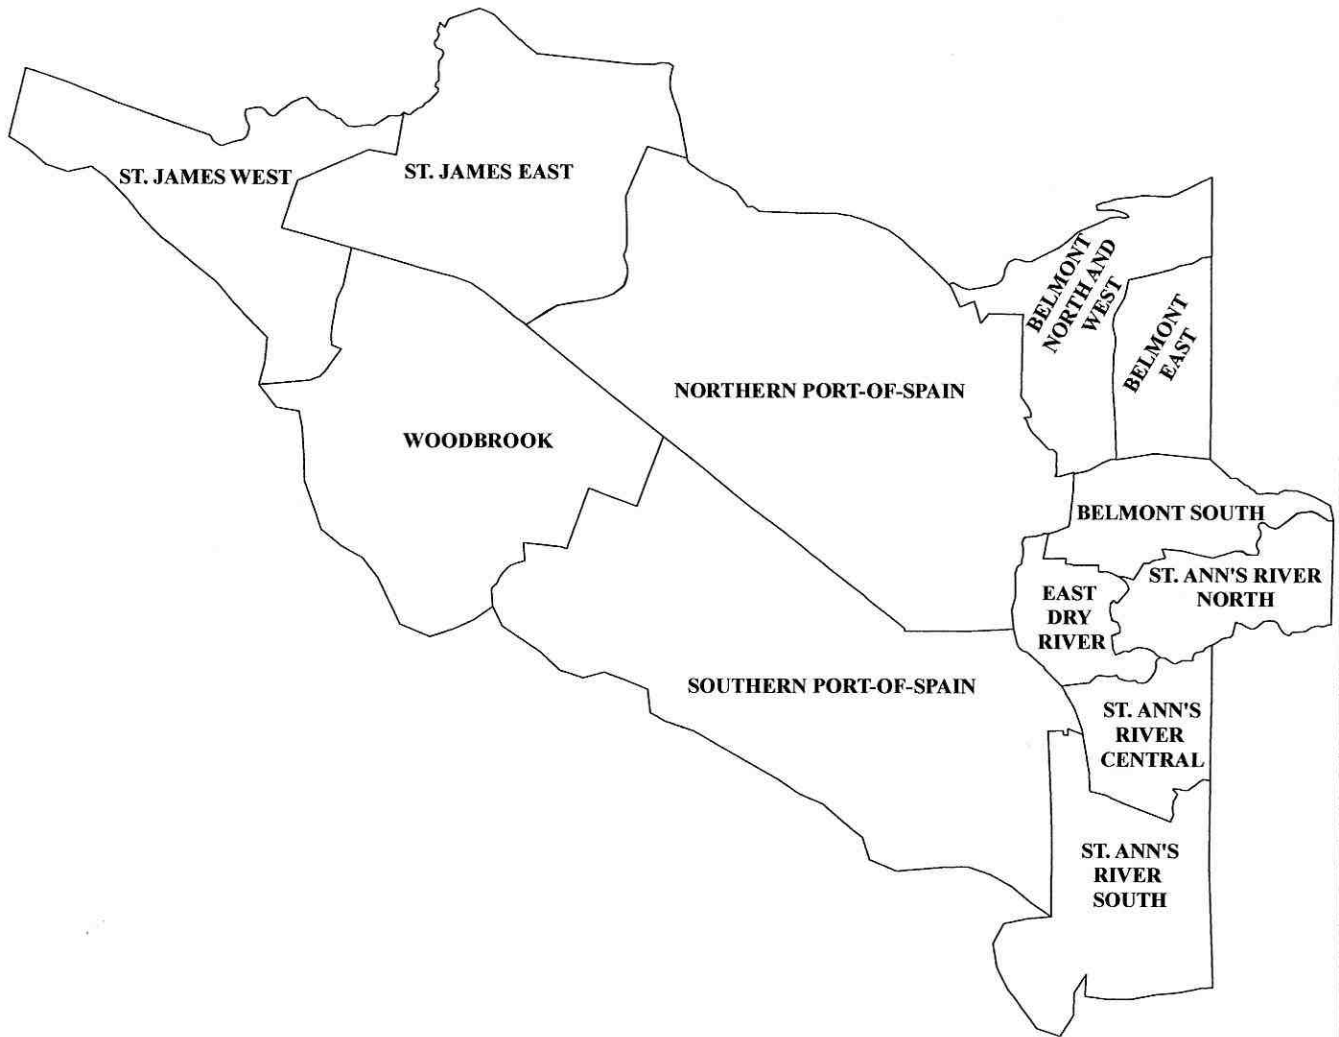 ST. JAMES WEST
ST. JAMES EAST
BELMONT
NORTH AND
WEST
BELMONT
EAST
NORTHERN PORT-OF-SPAIN
WOODBROOK
BELMONT SOUTH
ST. ANN'S RIVER
NORTH
EAST
DRY
RIVER
SOUTHERN PORT-OF-SPAIN
ST. ANN'S
RIVER
CENTRAL
ST. ANN'S
RIVER
SOUTH